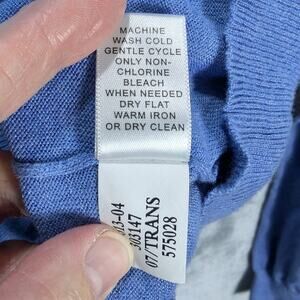 MACHINE
WASH COLD
GENTLE CYCLE
ONLY NON-
CHLORINE
BLEACH
WHEN NEEDED
DRY FLAT
WARM IRON
OR DRY CLEAN
303147
07/TRANS
575028